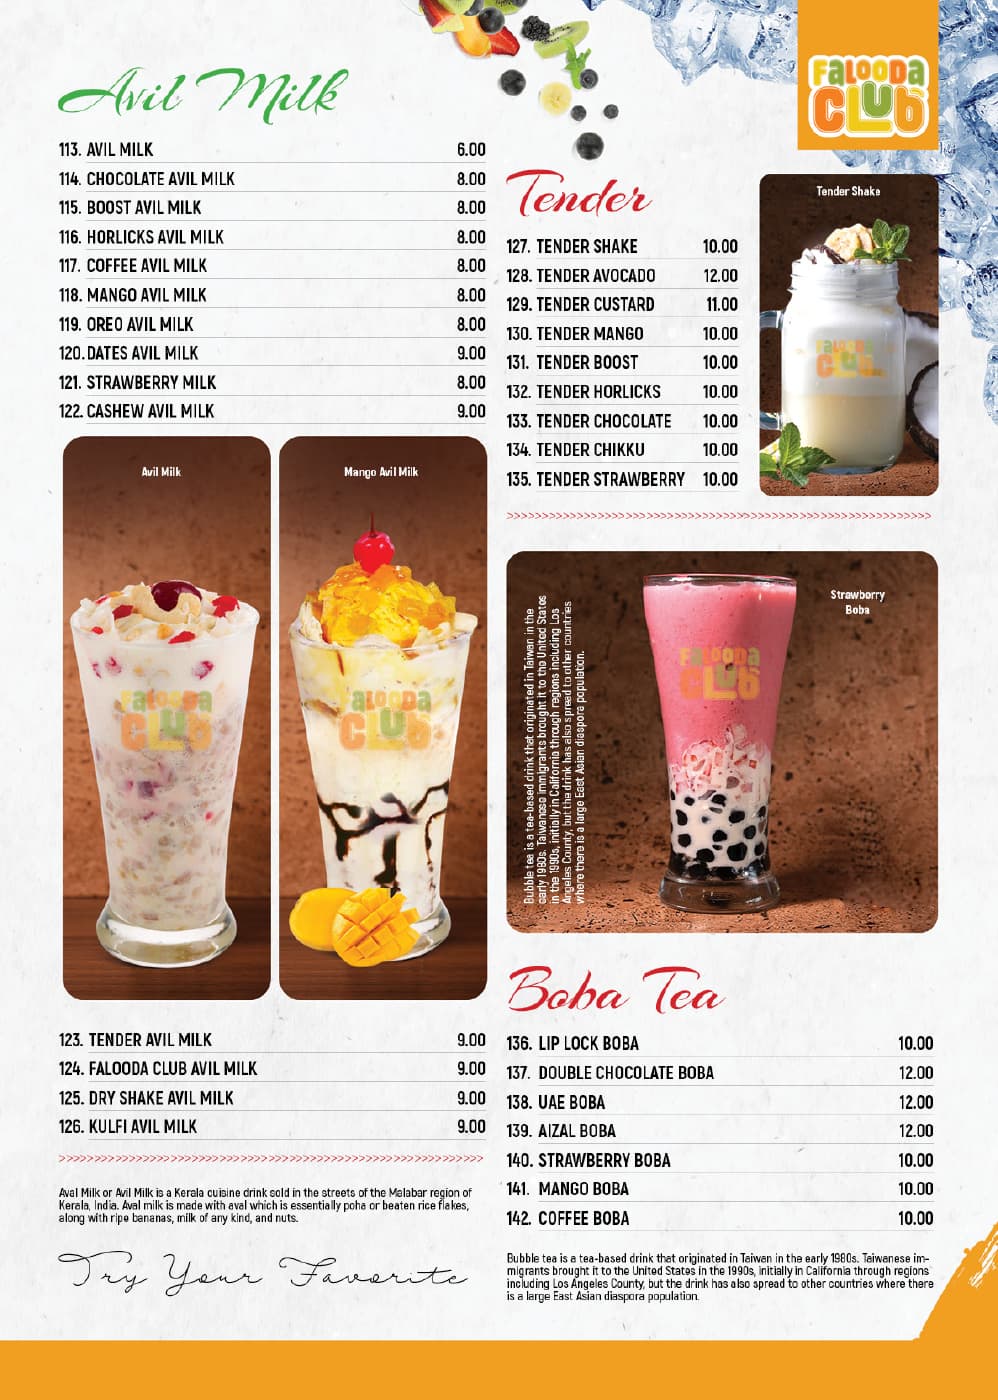 FALOODA
CLUB
Avil Milk
113. AVIL MILK 6.00
114. CHOCOLATE AVIL MILK 8.00
115. BOOST AVIL MILK 8.00
116. HORLICKS AVIL MILK 8.00
117. COFFEE AVIL MILK 8.00
118. MANGO AVIL MILK 8.00
119. OREO AVIL MILK 8.00
120. DATES AVIL MILK 9.00
121. STRAWBERRY MILK 8.00
122. CASHEW AVIL MILK 9.00
Avil Milk
FALOODA
CLUB
Mango Avil Milk
FALOODA
CLUB
123. TENDER AVIL MILK 9.00
124. FALOODA CLUB AVIL MILK 9.00
125. DRY SHAKE AVIL MILK 9.00
126. KULFI AVIL MILK 9.00
Aval Milk or Avil Milk is a Kerala cuisine drink sold in the streets of the Malabar region of
Kerala, India. Aval milk is made with aval which is essentially poha or beaten rice flakes,
along with ripe bananas, milk of any kind, and nuts.
Try Your Favorite
Tender
127. TENDER SHAKE 10.00
128. TENDER AVOCADO 12.00
129. TENDER CUSTARD 11.00
130. TENDER MANGO 10.00
131. TENDER BOOST 10.00
132. TENDER HORLICKS 10.00
133. TENDER CHOCOLATE 10.00
134. TENDER CHIKKU 10.00
135. TENDER STRAWBERRY 10.00
Tender Shake
FALOODA
CLUB
Bubble tea is a tea-based drink that originated in Taiwan in the
early 1980s. Taiwanese immigrants brought it to the United States
in the 1990s, initially in California through regions including Los
Angeles County, but the drink has also spread to other countries
where there is a large East Asian diaspora population.
FALOODA
CLUB
Strawberry
Boba
Boba Tea
136. LIP LOCK BOBA 10.00
137. DOUBLE CHOCOLATE BOBA 12.00
138. UAE BOBA 12.00
139. AIZAL BOBA 12.00
140. STRAWBERRY BOBA 10.00
141. MANGO BOBA 10.00
142. COFFEE BOBA 10.00
Bubble tea is a tea-based drink that originated in Taiwan in the early 1980s. Taiwanese im-
migrants brought it to the United States in the 1990s, initially in California through regions
including Los Angeles County, but the drink has also spread to other countries where there
is a large East Asian diaspora population.